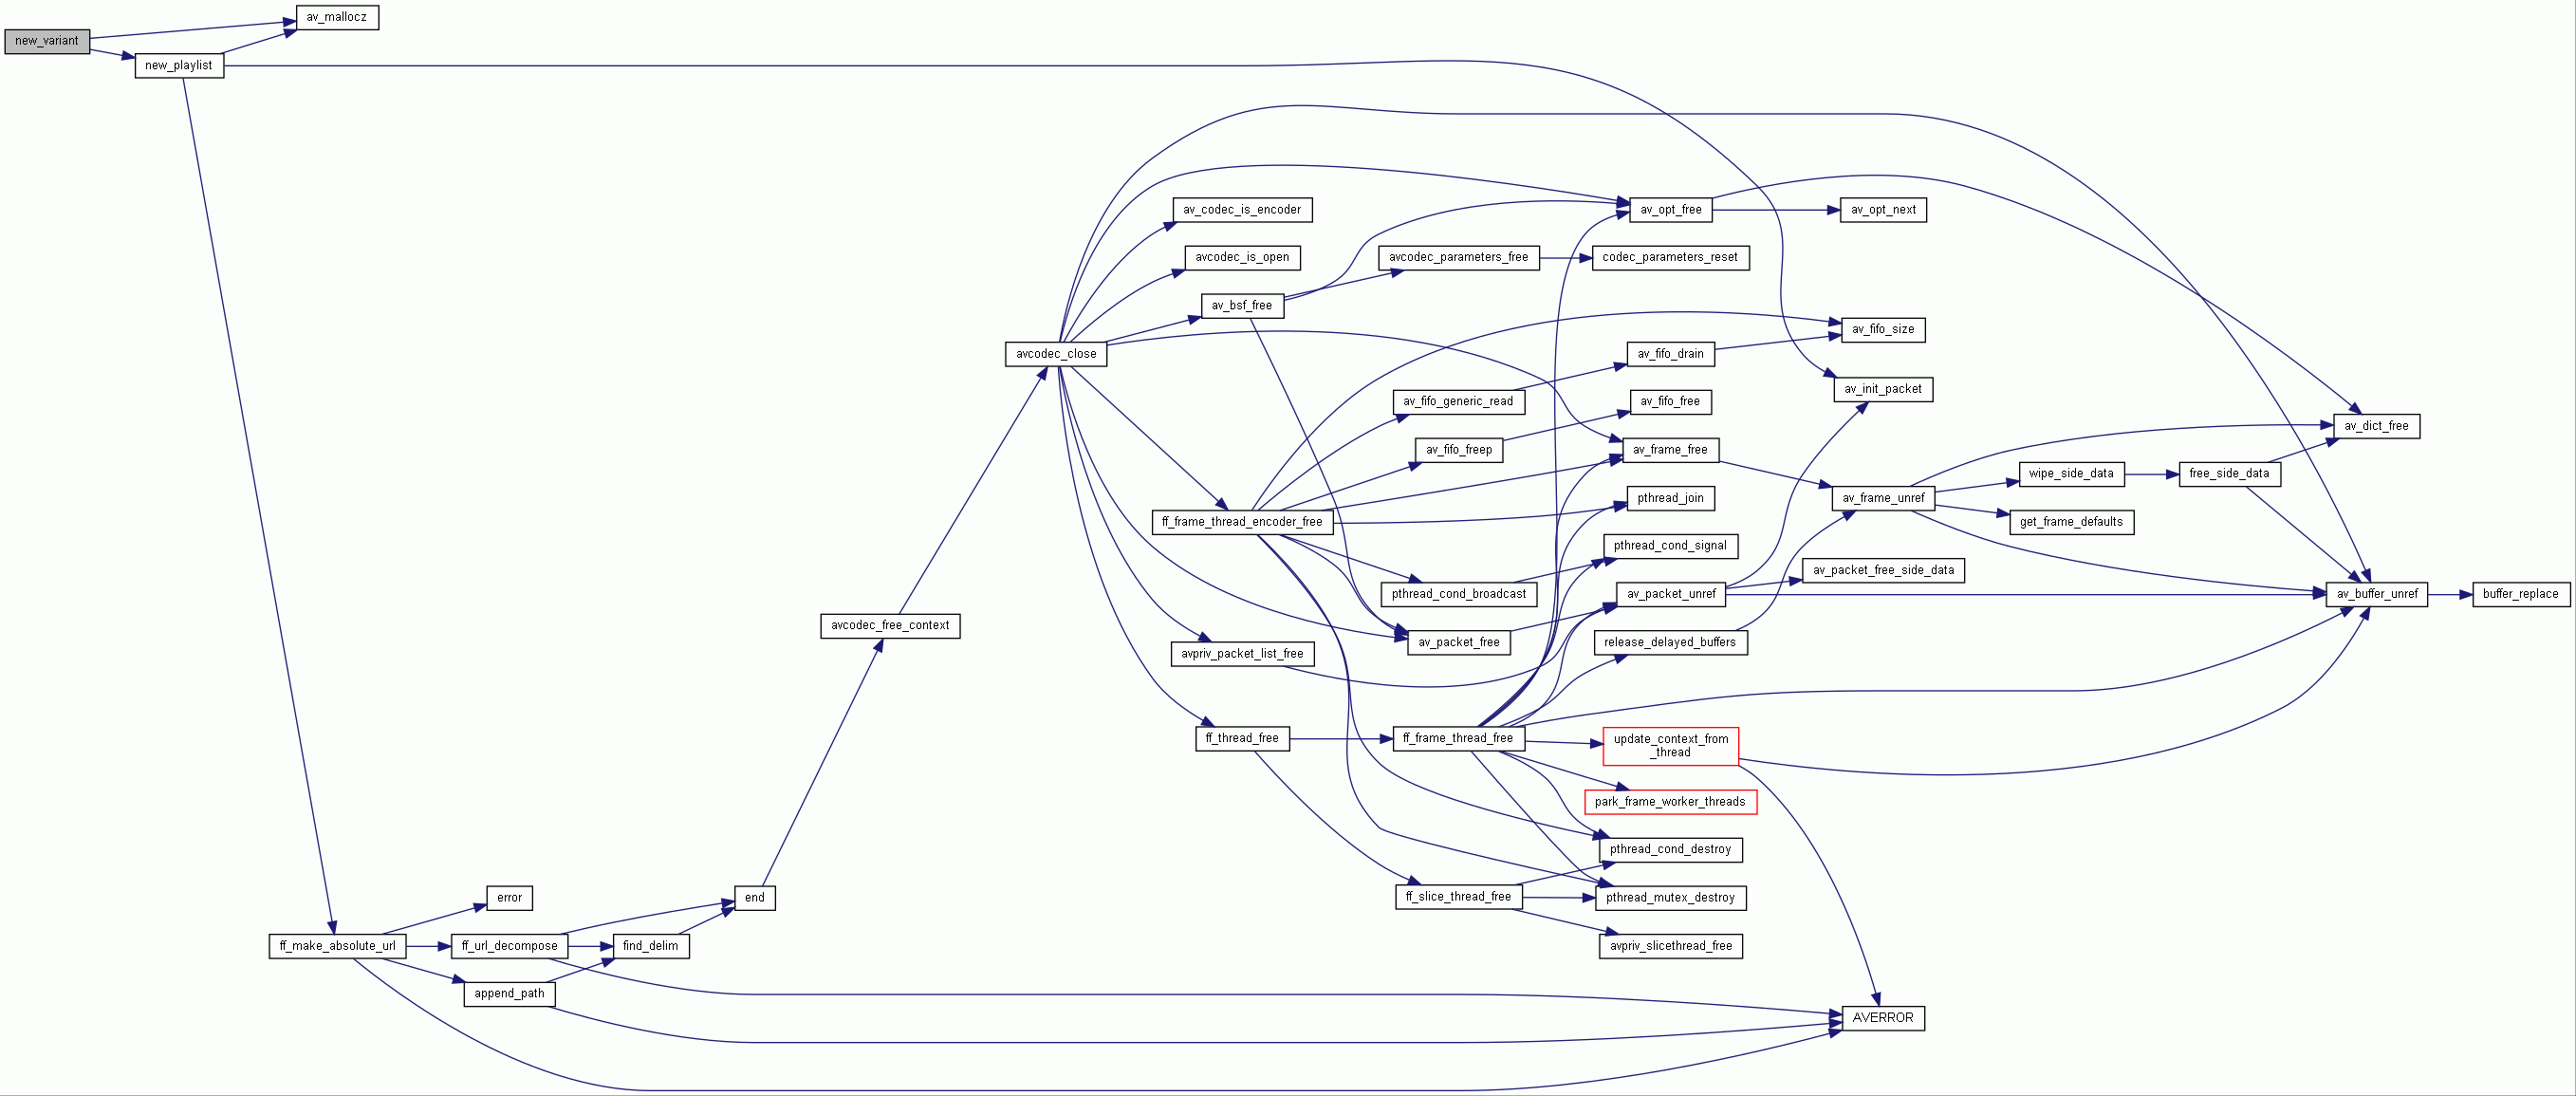 av_mallocz
new_variant
new_playlist
av_codec_is_encoder
av_opt_free
av_opt_next
avcodec_is_open
avcodec_parameters_free
codec_parameters_reset
av_bsf_free
av_fifo_size
avcodec_close
av_fifo_drain
av_init_packet
av_fifo_generic_read
av_fifo_free
av_dict_free
av_fifo_freep
av_frame_free
wipe_side_data
free_side_data
pthread_join
av_frame_unref
ff_frame_thread_encoder_free
get_frame_defaults
pthread_cond_signal
av_packet_free_side_data
pthread_cond_broadcast
av_packet_unref
av_buffer_unref
buffer_replace
avcodec_free_context
av_packet_free
release_delayed_buffers
avpriv_packet_list_free
ff_thread_free
ff_frame_thread_free
update_context_from
_thread
park_frame_worker_threads
pthread_cond_destroy
error
end
ff_slice_thread_free
pthread_mutex_destroy
ff_make_absolute_url
ff_url_decompose
find_delim
avpriv_slicethread_free
append_path
AVERROR